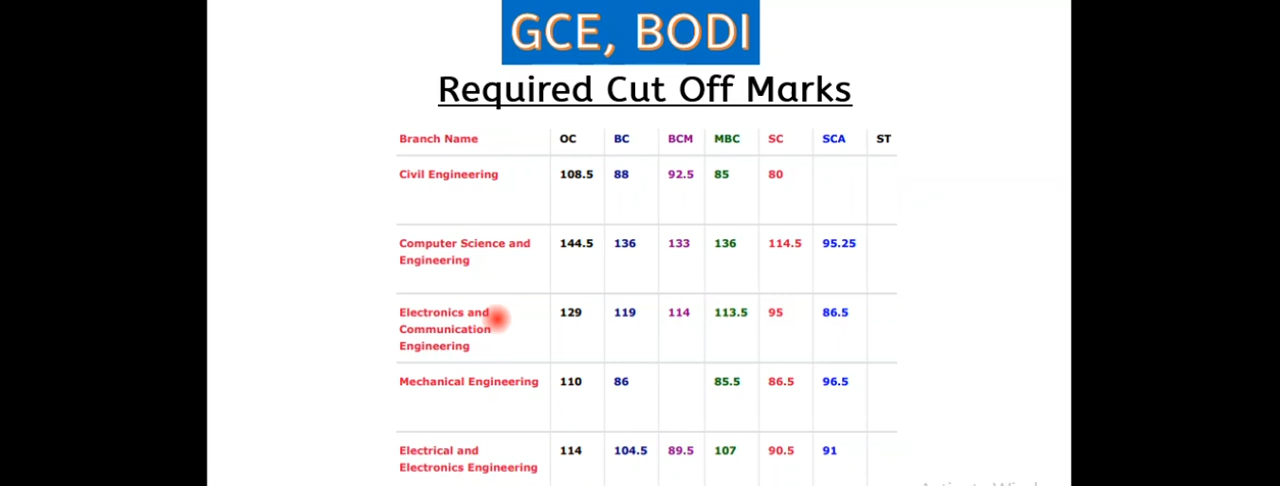 GCE, BODI
Required Cut Off Marks
Branch Name OC BC BCM MBC SC SCA ST
Civil Engineering 108.5 88 92.5 85 80
Computer Science and 144.5 136 133 136 114.5 95.25
Engineering
Electronics and 129 119 114 113.5 95 86.5
Communication
Engineering
Mechanical Engineering 110 86 85.5 86.5 96.5
Electrical and 114 104.5 89.5 107 90.5 91
Electronics Engineering